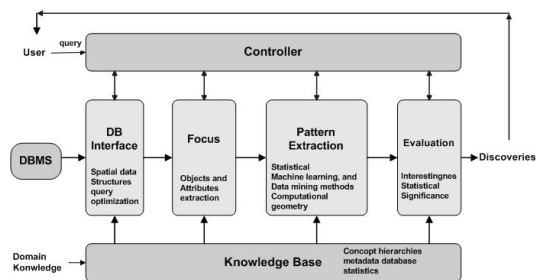 User
query
Controller
DBMS
DB
Interface
Spatial data
Structures
query
optimization
Focus
Objects and
Attributes
extraction
Pattern
Extraction
Statistical
Machine learning, and
Data mining methods
Computational
geometry
Evaluation
Interestingnes
Statistical
Significance
Discoveries
Domain
Konwledge
Knowledge Base
Concopt hierarchies
metadata database
statistics